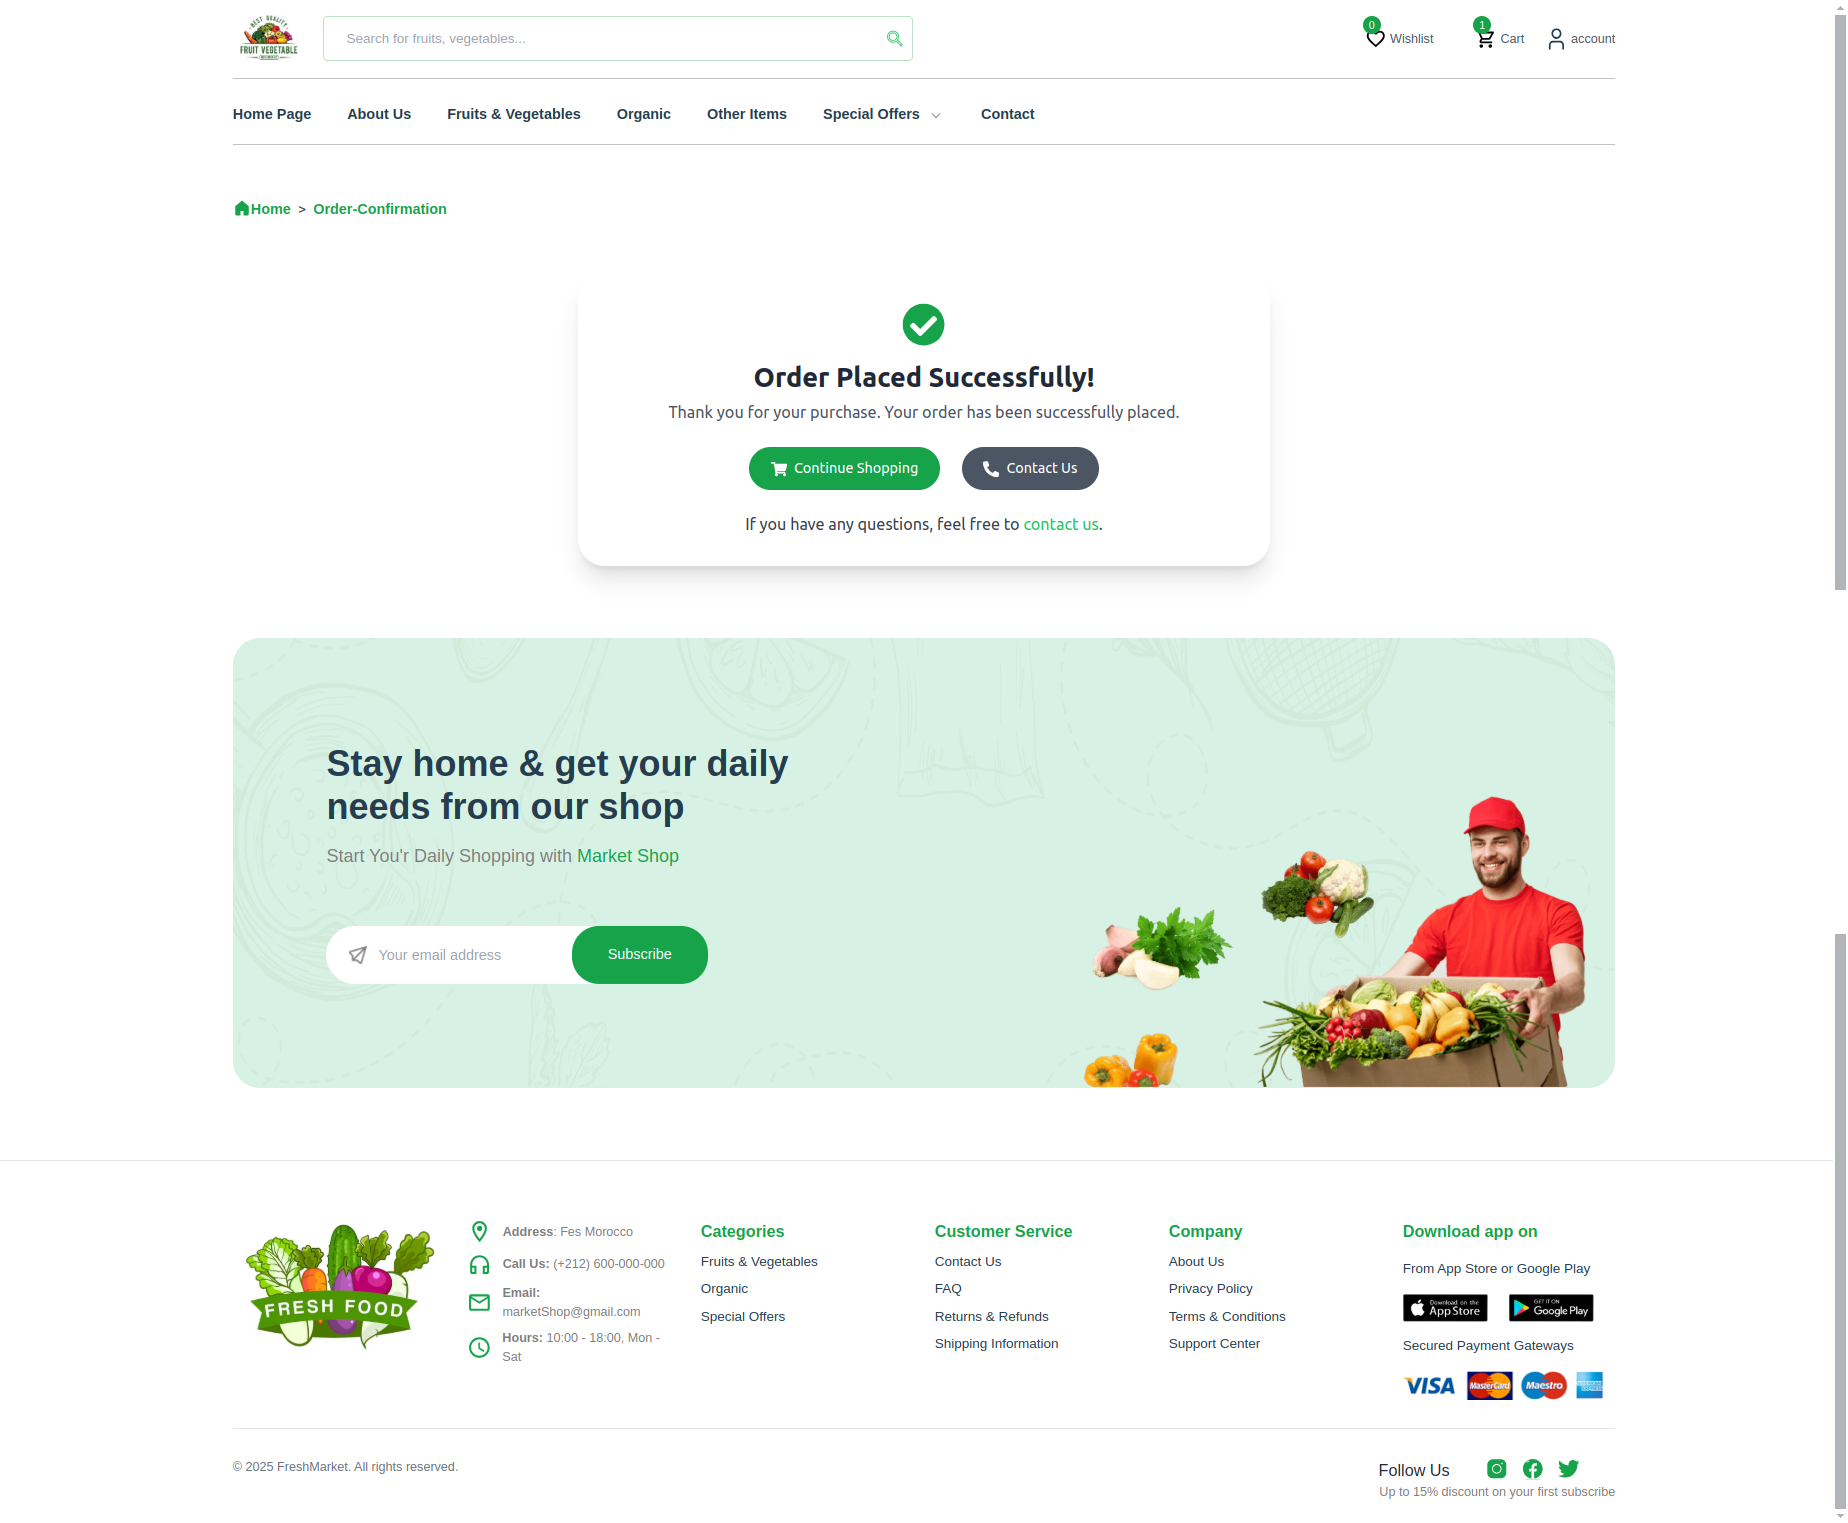 BEST QUALITY
FRUIT VEGETABLE
Search for fruits, vegetables...
0
Wishlist
1
Cart
account
Home Page
About Us
Fruits & Vegetables
Organic
Other Items
Special Offers
Contact
Home > Order-Confirmation
Order Placed Successfully!
Thank you for your purchase. Your order has been successfully placed.
Continue Shopping
Contact Us
If you have any questions, feel free to contact us.
Stay home & get your daily
needs from our shop
Start You'r Daily Shopping with Market Shop
Your email address
Subscribe
FRESH FOOD
Address: Fes Morocco
Call Us: (+212) 600-000-000
Email:
marketShop@gmail.com
Hours: 10:00 - 18:00, Mon -
Sat
Categories
Fruits & Vegetables
Organic
Special Offers
Customer Service
Contact Us
FAQ
Returns & Refunds
Shipping Information
Company
About Us
Privacy Policy
Terms & Conditions
Support Center
Download app on
From App Store or Google Play
Download on the
App Store
GET IT ON
Google Play
Secured Payment Gateways
VISA
MasterCard
Maestro
AMERICAN
EXPRESS
© 2025 FreshMarket. All rights reserved.
Follow Us
Up to 15% discount on your first subscribe